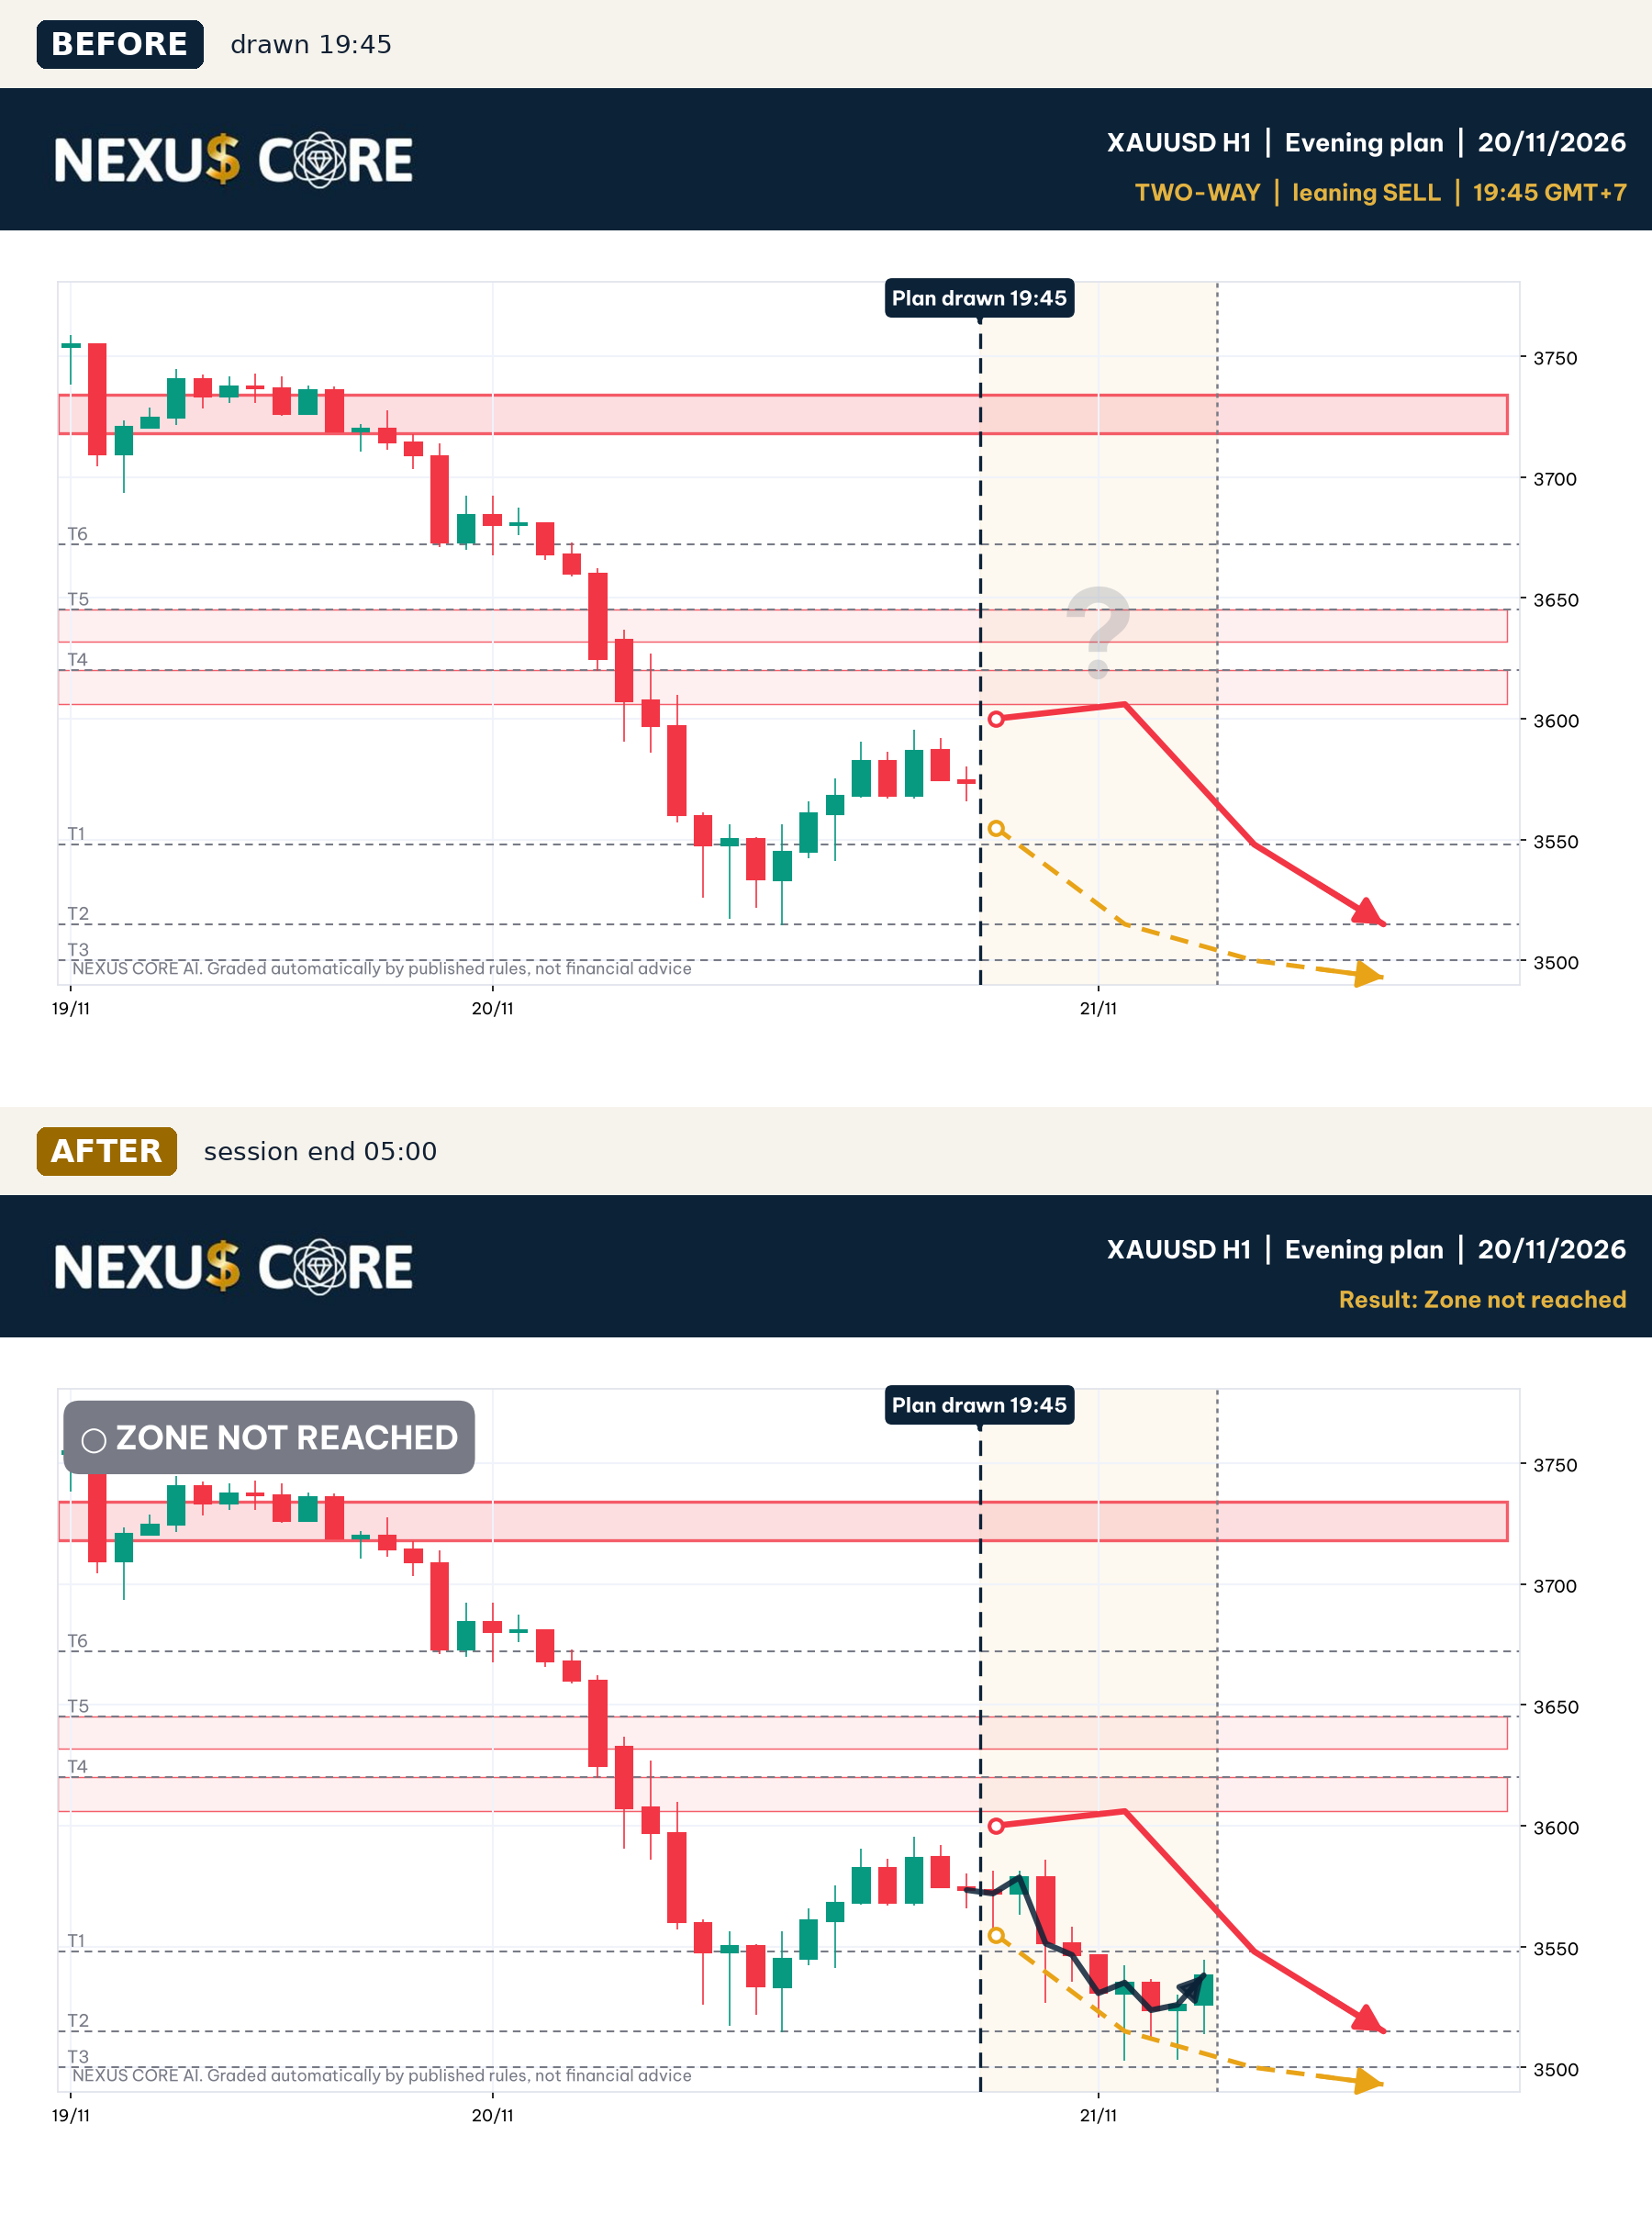 BEFORE drawn 19:45
NEXU$ CORE
XAUUSD H1 | Evening plan | 20/11/2026
TWO-WAY | leaning SELL | 19:45 GMT+7
Plan drawn 19:45
3750
3700
T6
3650
T5
?
T4
3600
T1
3550
T2
T3
3500
NEXUS CORE AI. Graded automatically by published rules, not financial advice
19/11 20/11 21/11
AFTER session end 05:00
NEXU$ CORE
XAUUSD H1 | Evening plan | 20/11/2026
Result: Zone not reached
Plan drawn 19:45
ZONE NOT REACHED
3750
3700
T6
3650
T5
T4
3600
T1
3550
T2
T3
3500
NEXUS CORE AI. Graded automatically by published rules, not financial advice
19/11 20/11 21/11